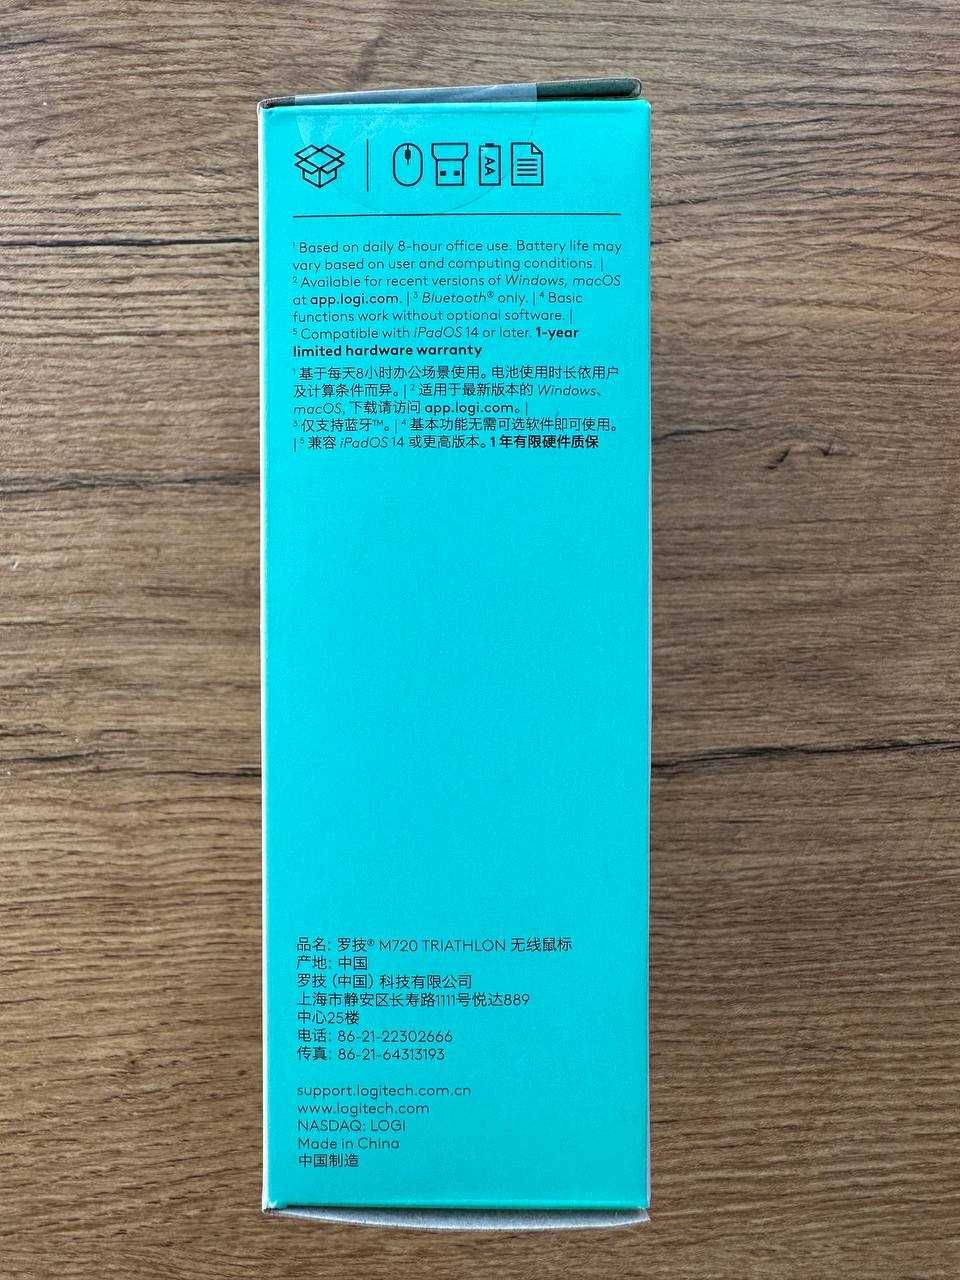 AA
¹ Based on daily 8-hour office use. Battery life may
vary based on user and computing conditions. |
² Available for recent versions of Windows, macOS
at app.logi.com. | ³ Bluetooth® only. | ⁴ Basic
functions work without optional software. |
⁵ Compatible with iPadOS 14 or later. 1-year
limited hardware warranty
¹ 基于每天8小时办公场景使用。电池使用时长依用户
及计算条件而异。| ² 适用于最新版本的 Windows、
macOS, 下载请访问 app.logi.com。|
³ 仅支持蓝牙™。| ⁴ 基本功能无需可选软件即可使用。
| ⁵ 兼容 iPadOS 14 或更高版本。1 年有限硬件质保
品名: 罗技® M720 TRIATHLON 无线鼠标
产地: 中国
罗技 (中国) 科技有限公司
上海市静安区长寿路1111号悦达889
中心25楼
电话: 86-21-22302666
传真: 86-21-64313193
support.logitech.com.cn
www.logitech.com
NASDAQ: LOGI
Made in China
中国制造